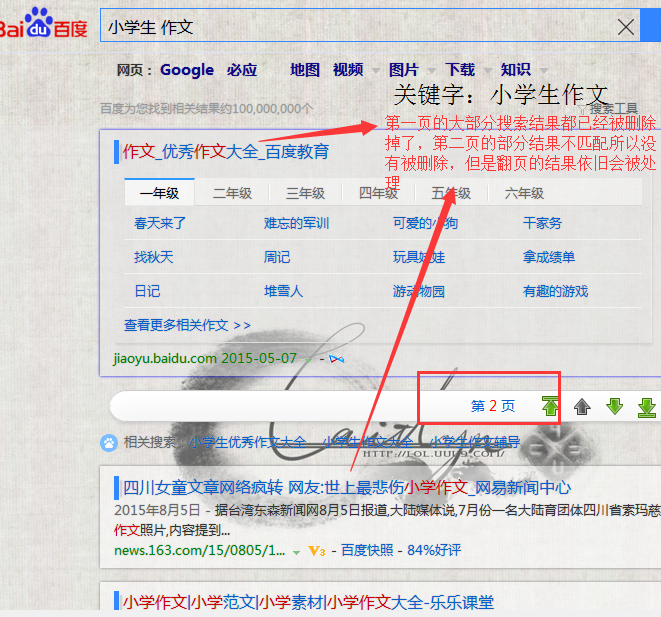 Bai du 百度
小学生 作文
网页： Google 必应 地图 视频 图片 下载 知识
关键字：小学生作文
百度为您找到相关结果约100,000,000个
搜索工具
第一页的大部分搜索结果都已经被删除
掉了，第二页的部分结果不匹配所以没
有被删除，但是翻页的结果依旧会被处
理
作文_优秀作文大全_百度教育
一年级 二年级 三年级 四年级 五年级 六年级
春天来了 难忘的军训 可爱的小狗 干家务
找秋天 周记 玩具娃娃 拿成绩单
日记 堆雪人 游动物园 有趣的游戏
查看更多相关作文 >>
jiaoyu.baidu.com 2015-05-07 -
第 2 页
相关搜索: 小学生优秀作文大全 小学生作文大全 小学生作文辅导
HTTP://LOL.UUU9.COM/
四川女童文章网络疯转 网友:世上最悲伤小学作文_网易新闻中心
2015年8月5日 - 据台湾东森新闻网8月5日报道,大陆媒体说,7月份一名大陆育团体四川省索玛慈
作文照片,内容提到...
news.163.com/15/0805/1... V3 - 百度快照 - 84%好评
小学作文|小学范文|小学素材|小学作文大全-乐乐课堂